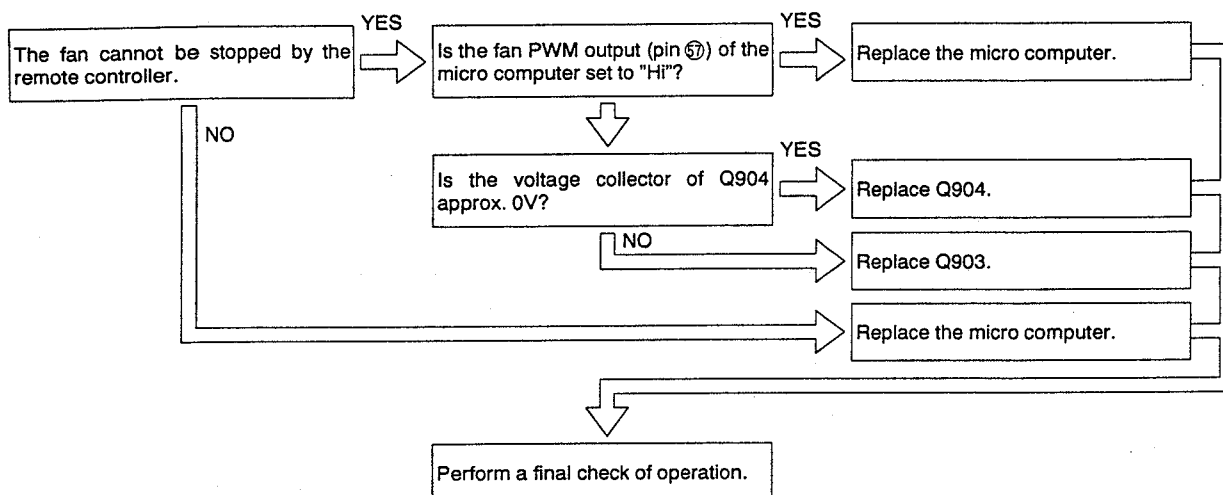 YES
YES
The fan cannot be stopped by the
remote controller.
Is the fan PWM output (pin 57) of the
micro computer set to "Hi"?
Replace the micro computer.
NO
YES
Is the voltage collector of Q904
approx. 0V?
Replace Q904.
NO
Replace Q903.
Replace the micro computer.
Perform a final check of operation.